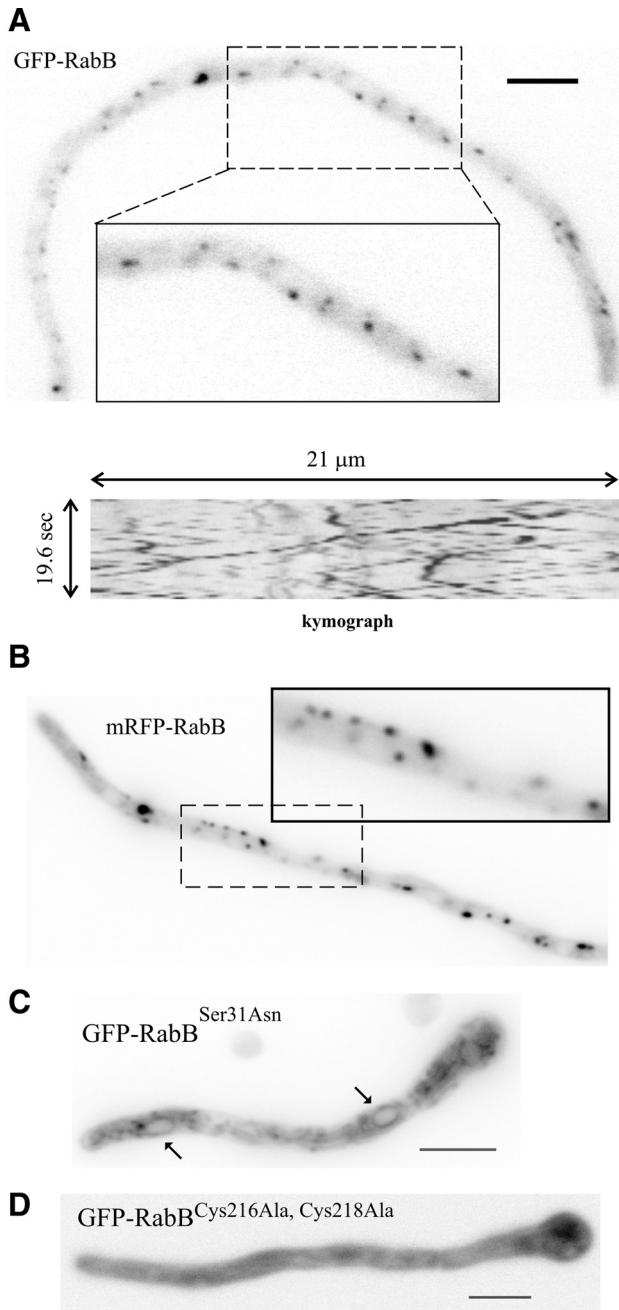 A
GFP-RabB
21 μm
19.6 sec
kymograph
B
mRFP-RabB
C
GFP-RabB^Ser31Asn
D
GFP-RabB^Cys216Ala, Cys218Ala